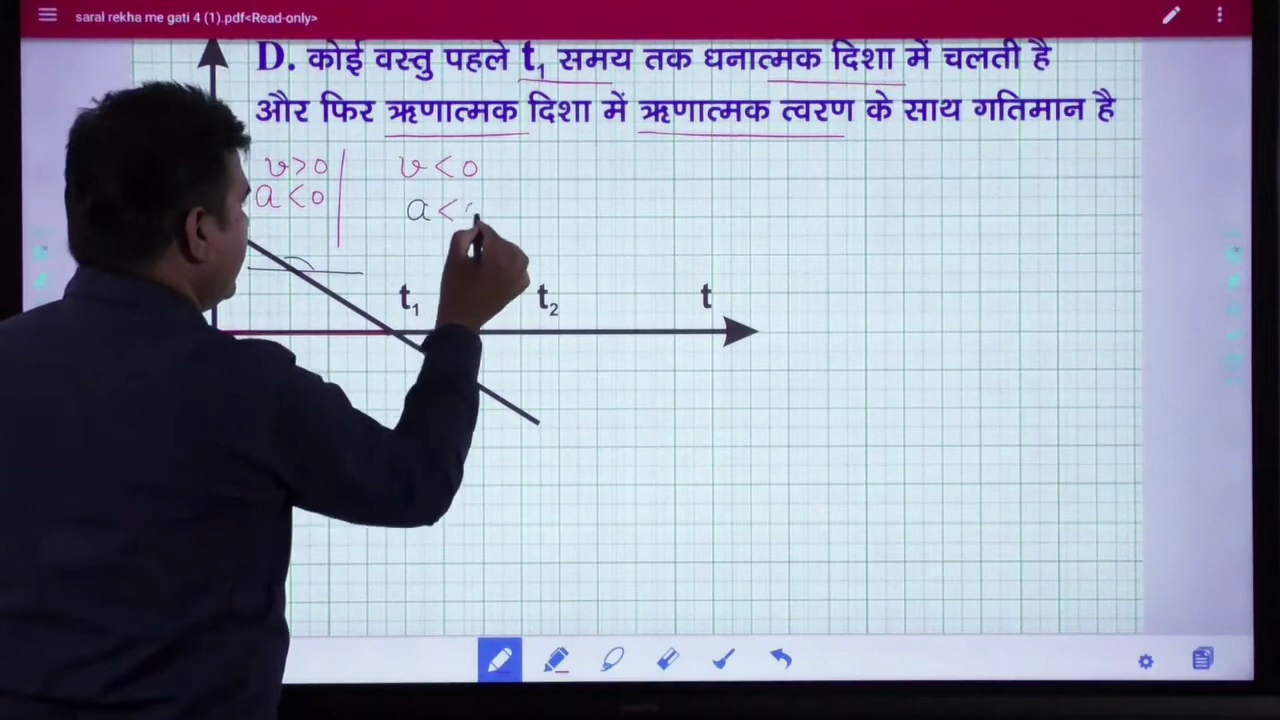 saral rekha me gati 4 (1).pdf<Read-only>
D. कोई वस्तु पहले t₁ समय तक धनात्मक दिशा में चलती है
और फिर ऋणात्मक दिशा में ऋणात्मक त्वरण के साथ गतिमान है
v>0 v<0
a<0 a<
t₁ t₂ t